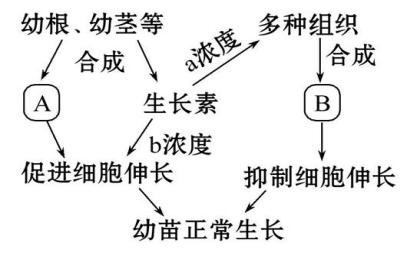 幼根、幼茎等
多种组织
合成
a浓度
合成
A
生长素
B
b浓度
促进细胞伸长
抑制细胞伸长
幼苗正常生长